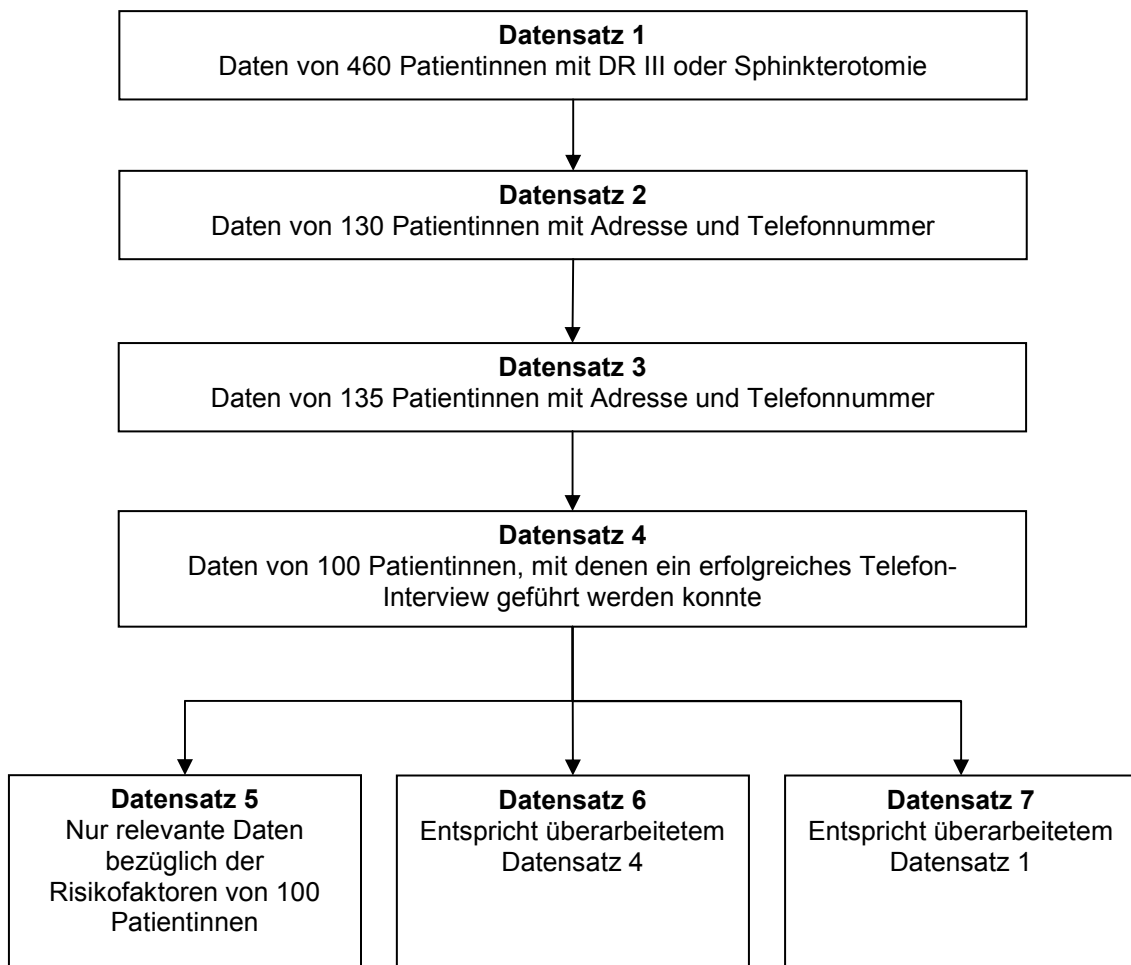 Datensatz 1
Daten von 460 Patientinnen mit DR III oder Sphinkterotomie
Datensatz 2
Daten von 130 Patientinnen mit Adresse und Telefonnummer
Datensatz 3
Daten von 135 Patientinnen mit Adresse und Telefonnummer
Datensatz 4
Daten von 100 Patientinnen, mit denen ein erfolgreiches Telefon-
Interview geführt werden konnte
Datensatz 5
Nur relevante Daten
bezüglich der
Risikofaktoren von 100
Patientinnen
Datensatz 6
Entspricht überarbeitetem
Datensatz 4
Datensatz 7
Entspricht überarbeitetem
Datensatz 1